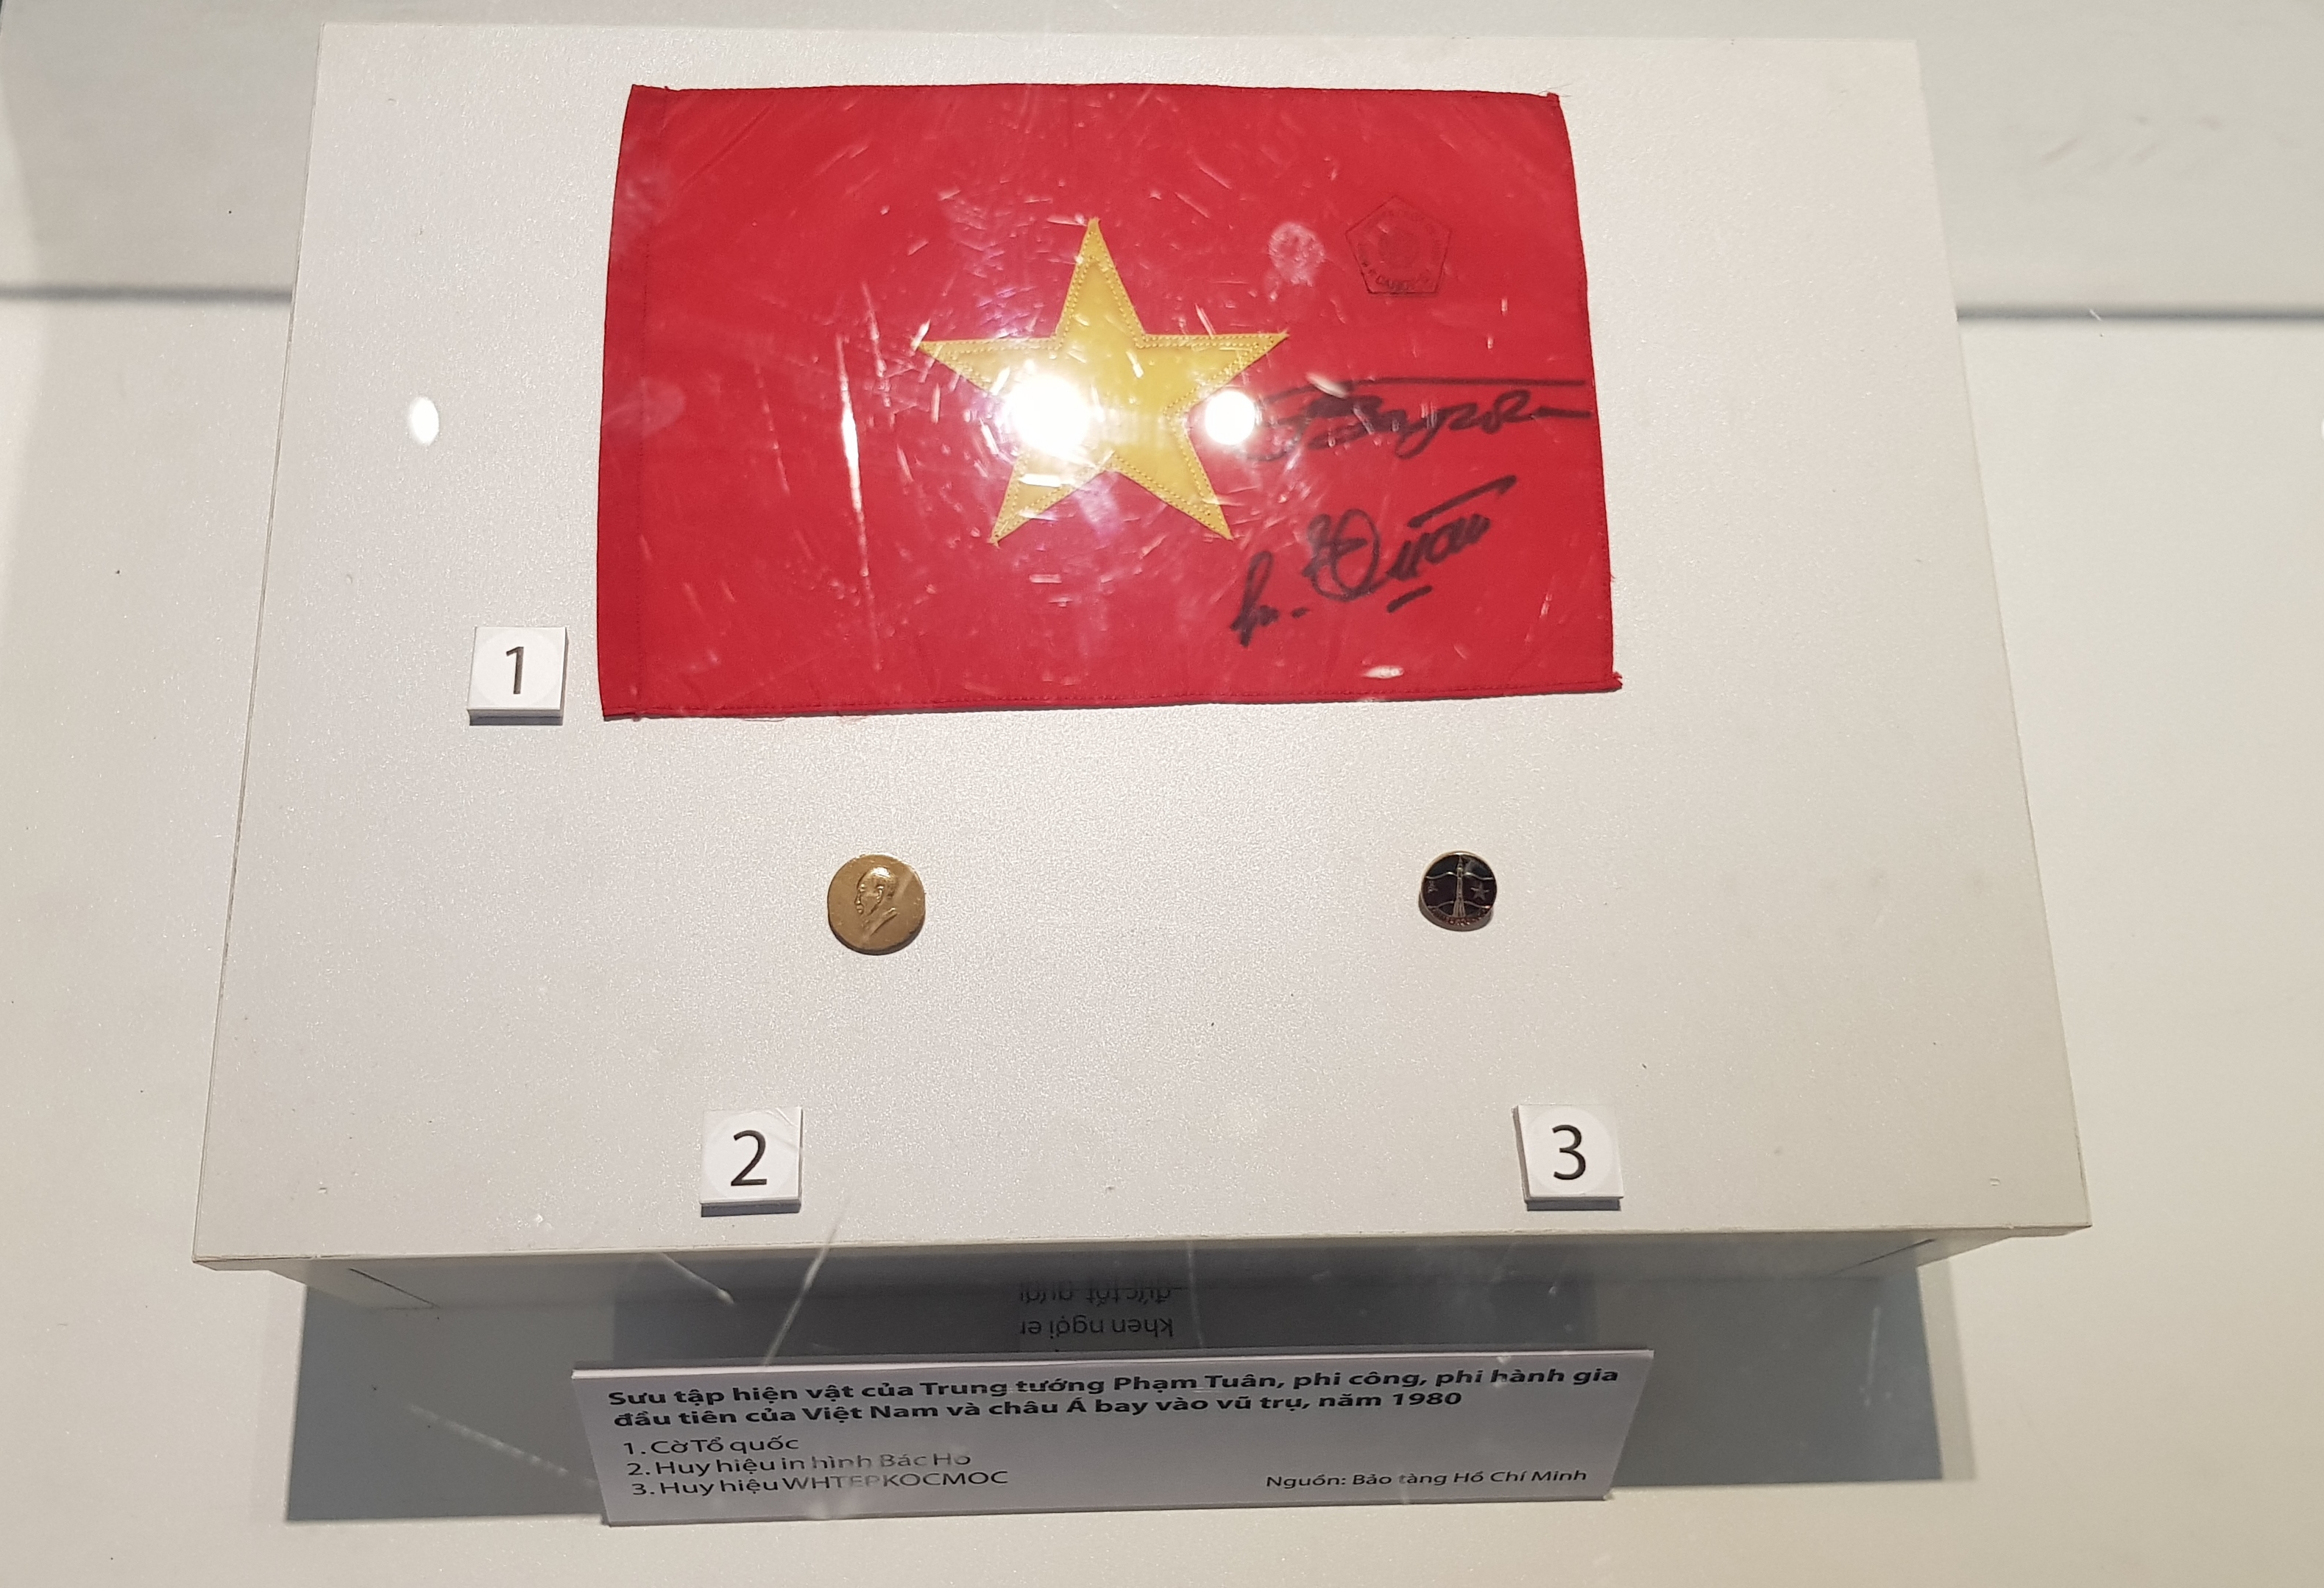 1
2
3
Sưu tập hiện vật của Trung tướng Phạm Tuân, phi công, phi hành gia
đầu tiên của Việt Nam và châu Á bay vào vũ trụ, năm 1980
1. Cờ Tổ quốc
2. Huy hiệu in hình Bác Hồ
3. Huy hiệu WHTEPKOCMOC
Nguồn: Bảo tàng Hồ Chí Minh